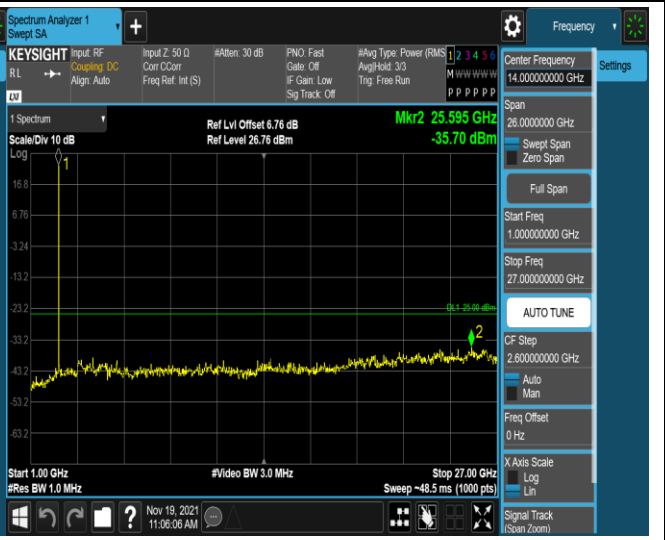 Spectrum Analyzer 1
Swept SA
Frequency
KEYSIGHT
Input: RF
Coupling: DC
Align: Auto
Input Z: 50 Ω
Corr CCorr
Freq Ref: Int (S)
#Atten: 30 dB
PNO: Fast
Gate: Off
IF Gain: Low
Sig Track: Off
#Avg Type: Power (RMS
Avg|Hold: 3/3
Trig: Free Run
1 2 3 4 5 6
M W W W W W
P P P P P P
R L
LXI
1 Spectrum
Scale/Div 10 dB
Log
Ref Lvl Offset 6.76 dB
Ref Level 26.76 dBm
Mkr2 25.595 GHz
-35.70 dBm
1
16.8
6.76
-3.24
-13.2
-23.2
-33.2
-43.2
-53.2
-63.2
DL1 -25.00 dBm
2
Start 1.00 GHz
#Res BW 1.0 MHz
#Video BW 3.0 MHz
Stop 27.00 GHz
Sweep ~48.5 ms (1000 pts)
?
Nov 19, 2021
11:06:06 AM
Center Frequency
14.000000000 GHz
Span
26.0000000 GHz
Swept Span
Zero Span
Full Span
Start Freq
1.000000000 GHz
Stop Freq
27.000000000 GHz
AUTO TUNE
CF Step
2.600000000 GHz
Auto
Man
Freq Offset
0 Hz
X Axis Scale
Log
Lin
Signal Track
(Span Zoom)
Settings